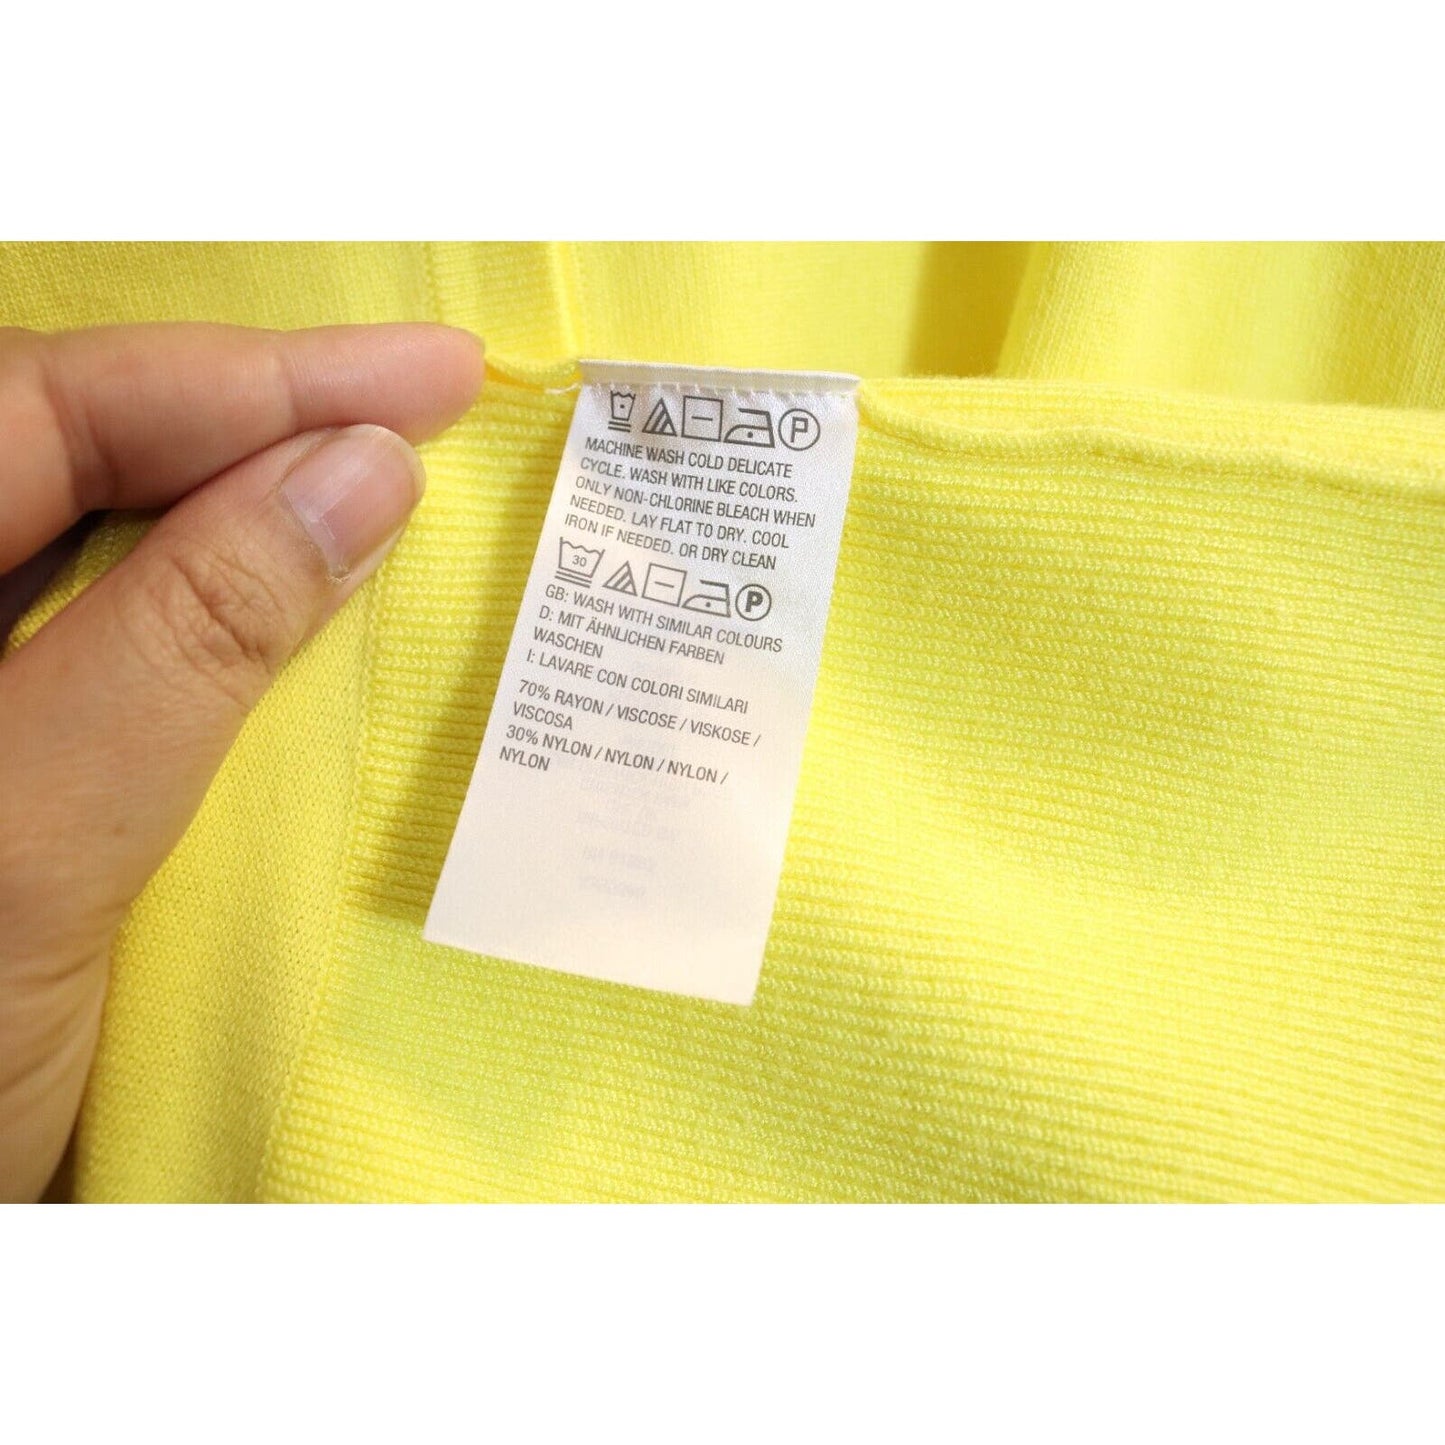 P
MACHINE WASH COLD DELICATE
CYCLE. WASH WITH LIKE COLORS.
ONLY NON-CHLORINE BLEACH WHEN
NEEDED. LAY FLAT TO DRY. COOL
IRON IF NEEDED. OR DRY CLEAN
30 P
GB: WASH WITH SIMILAR COLOURS
D: MIT ÄHNLICHEN FARBEN
WASCHEN
I: LAVARE CON COLORI SIMILARI
70% RAYON / VISCOSE / VISKOSE /
VISCOSA
30% NYLON / NYLON / NYLON /
NYLON